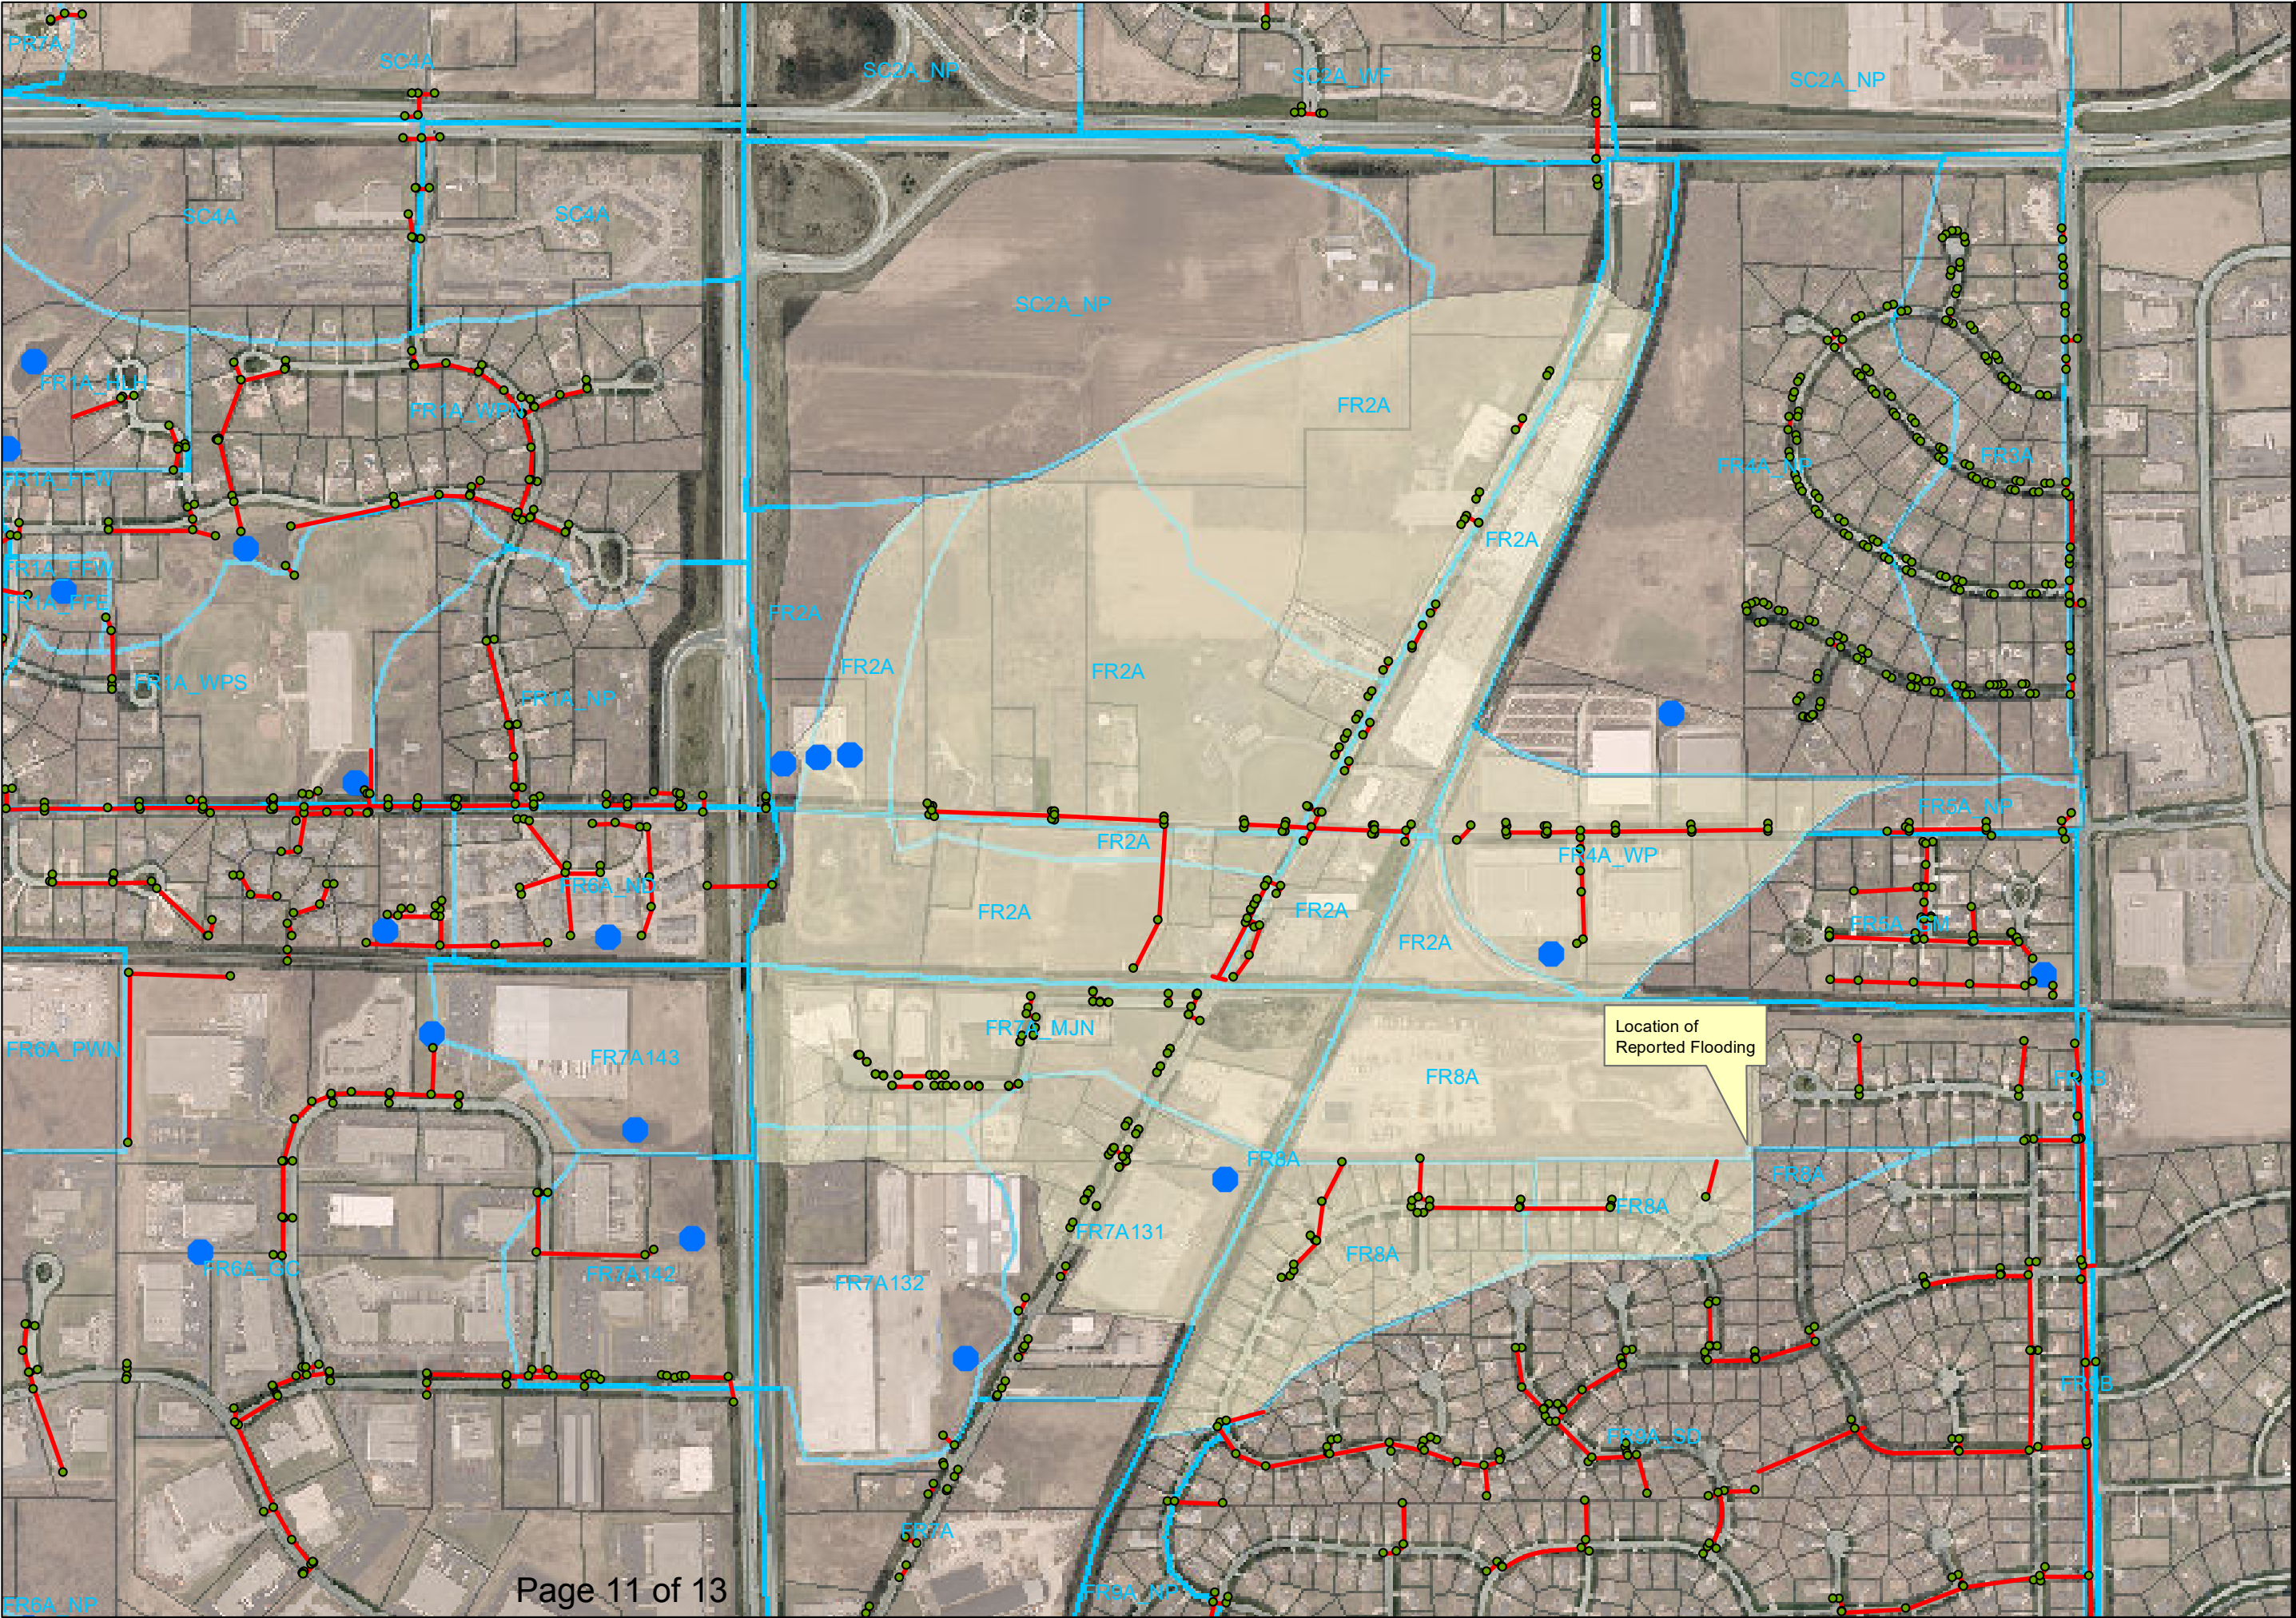 PR7A
SC4A
SC2A_NP
SC2A_WF
SC2A_NP
SC4A
SC4A
SC2A_NP
FR1A_HLH
FR1A_WPN
FR2A
FR1A_FFW
FR4A_NP
FR3A
FR2A
FR1A_FFW
FR1A_FFE
FR2A
FR2A
FR2A
FR1A_WPS
FR1A_NP
FR5A_NP
FR2A
FR4A_WP
FR6A_ND
FR2A
FR2A
FR2A
FR5A_GM
FR7A_MJN
Location of
Reported Flooding
FR6A_PWN
FR7A143
FR8A
FR8A
FR8A
FR8A
FR7A131
FR8A
FR6A_GC
FR7A142
FR7A132
FR9A_SD
FR7A
Page 11 of 13
FR9A_NP
FR6A_NP